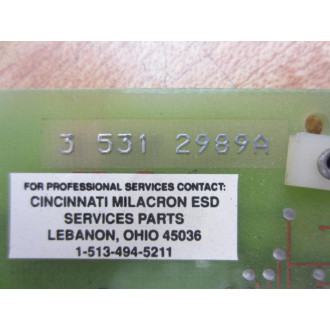 3 531 2989A
FOR PROFESSIONAL SERVICES CONTACT:
CINCINNATI MILACRON ESD
SERVICES PARTS
LEBANON, OHIO 45036
1-513-494-5211